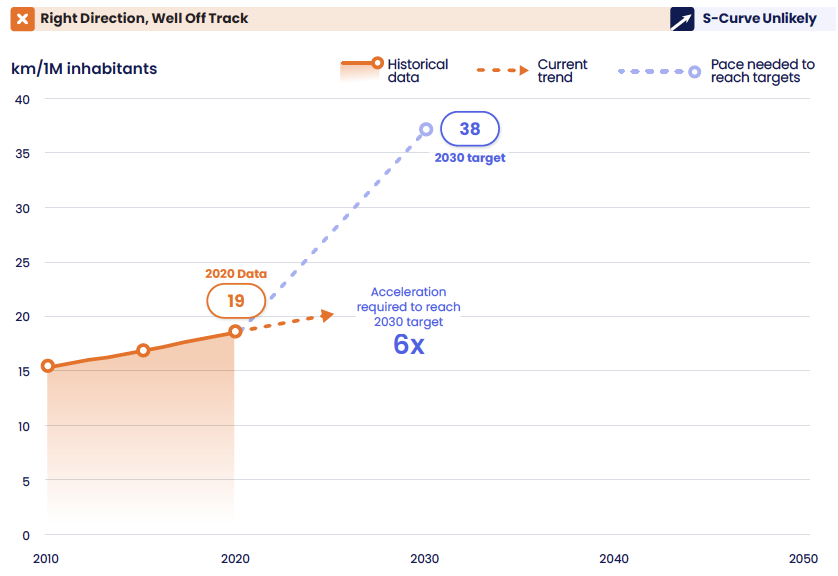 Right Direction, Well Off Track
S-Curve Unlikely
km/1M inhabitants
Historical
data
Current
trend
Pace needed to
reach targets
40
35
30
25
20
15
10
5
0
38
2030 target
2020 Data
19
Acceleration
required to reach
2030 target
6x
2010
2020
2030
2040
2050